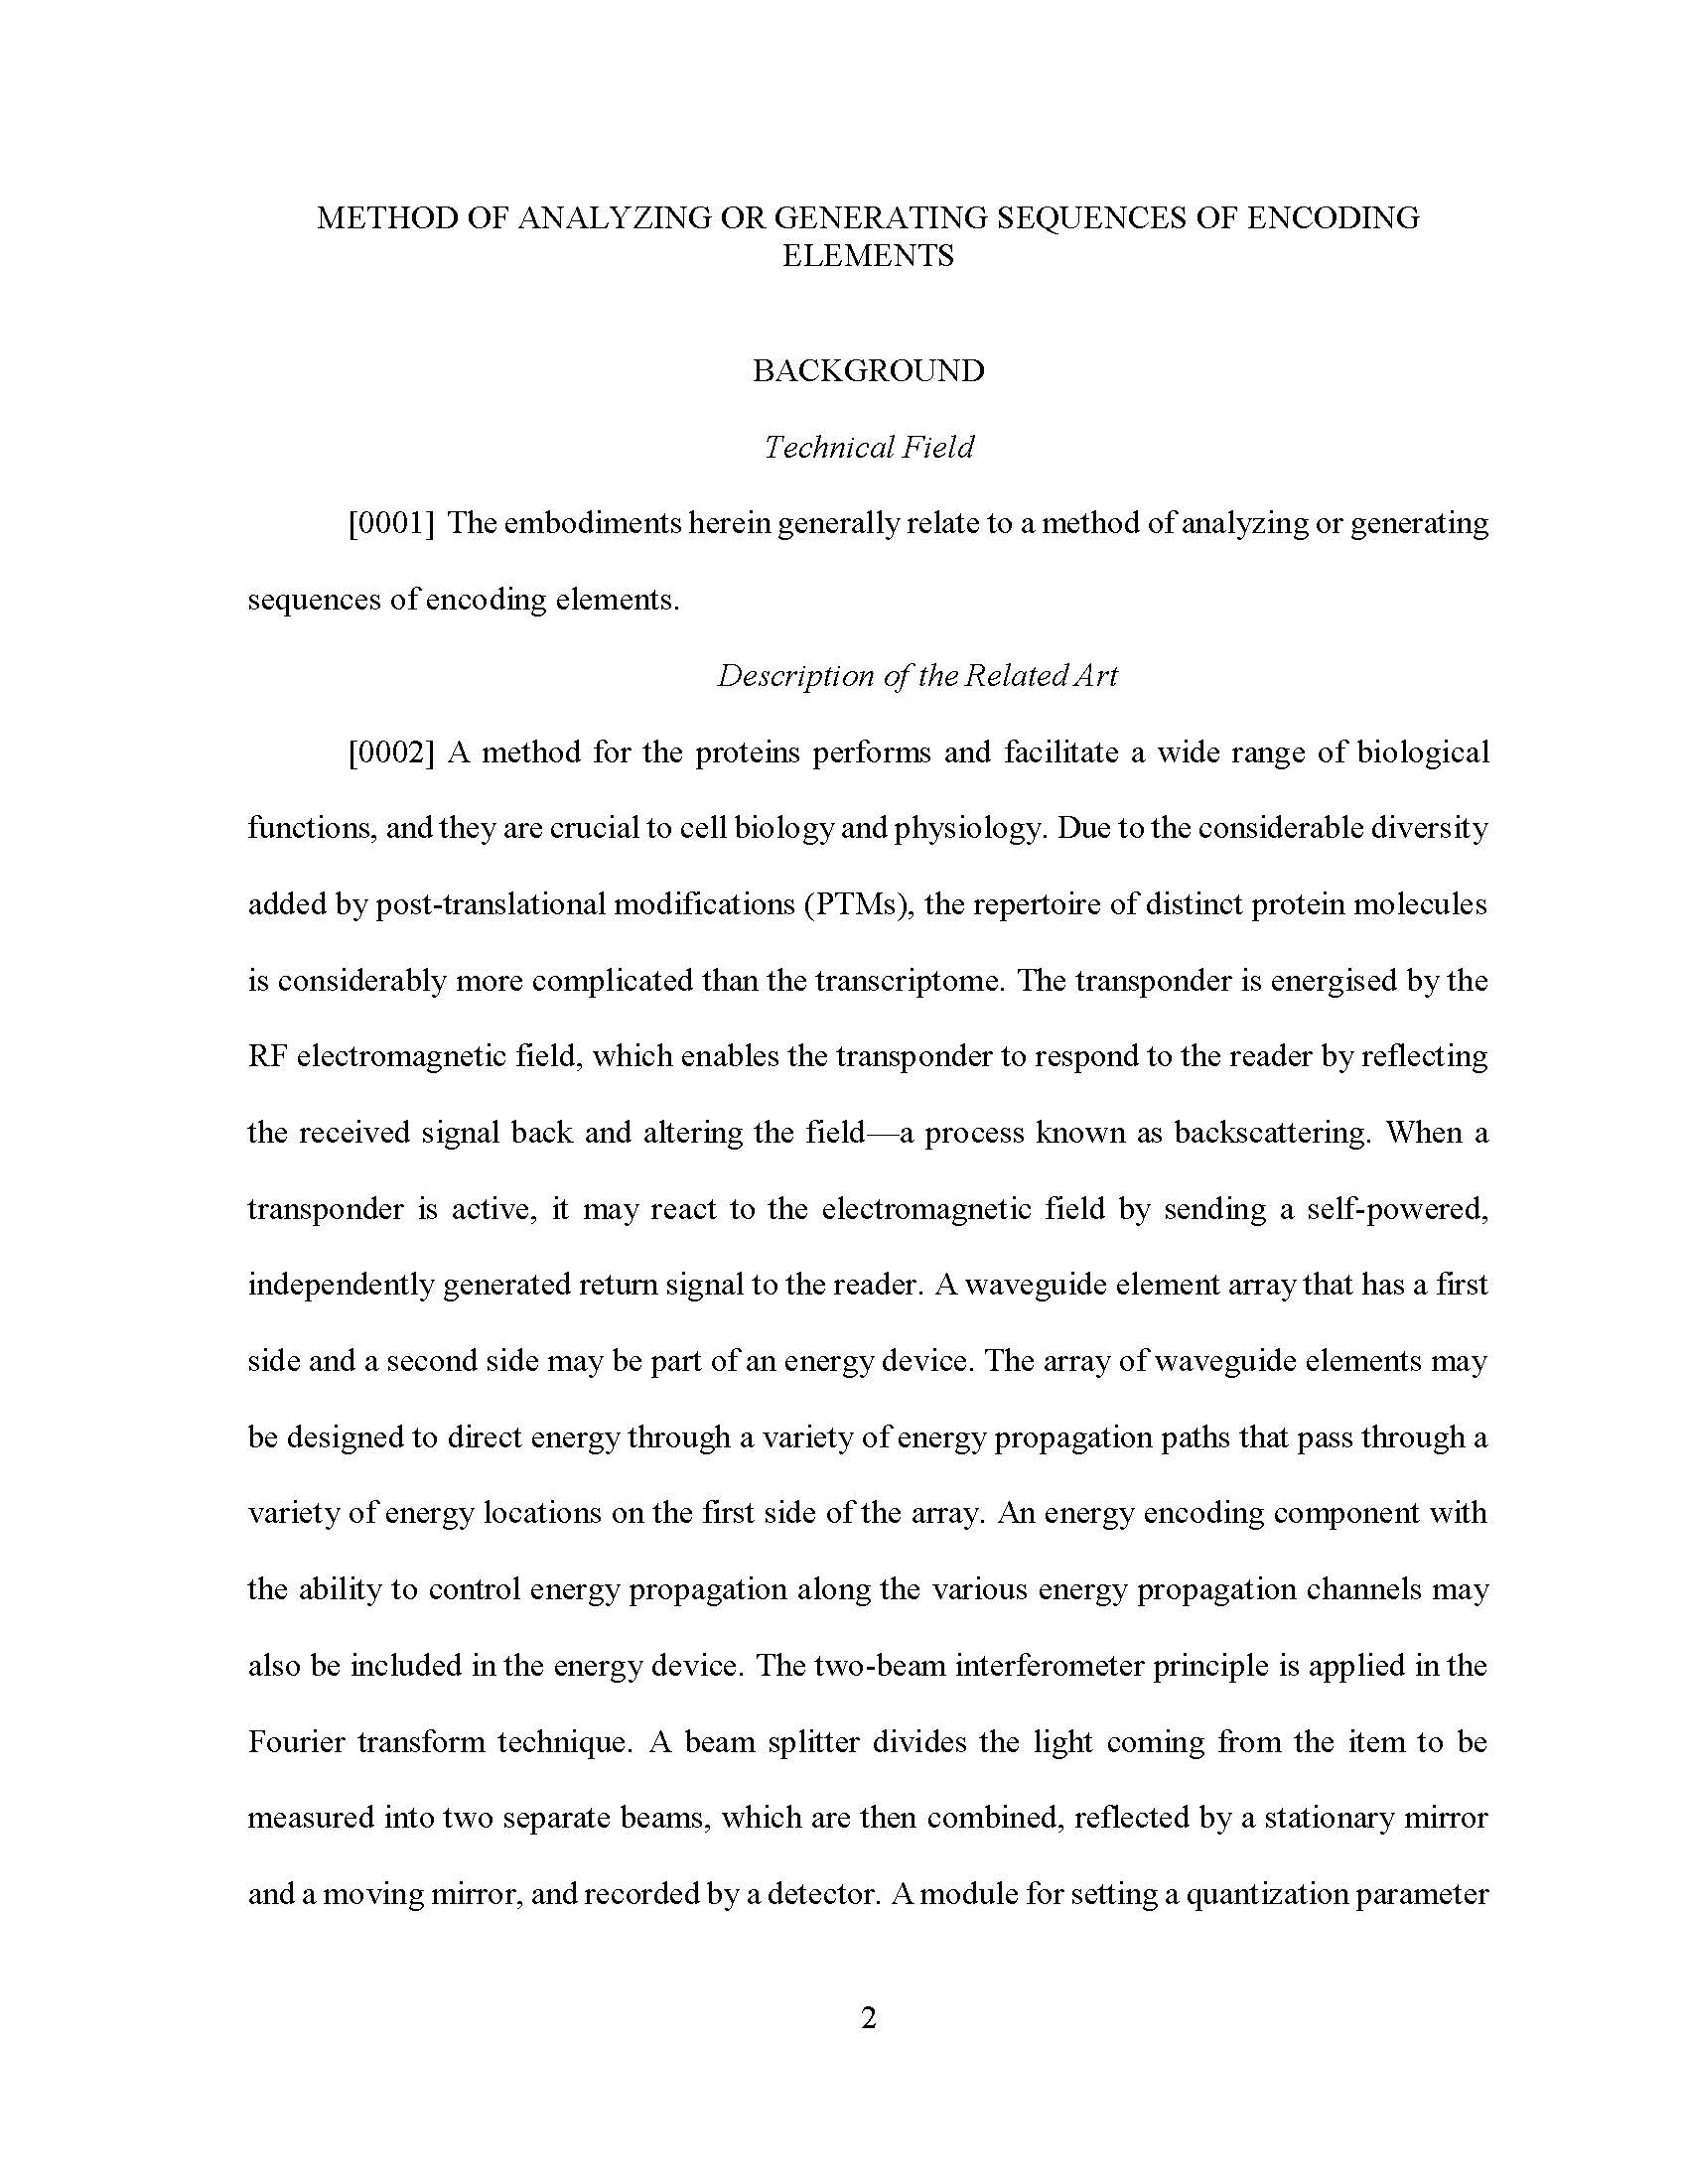 METHOD OF ANALYZING OR GENERATING SEQUENCES OF ENCODING
ELEMENTS
BACKGROUND
Technical Field
[0001] The embodiments herein generally relate to a method of analyzing or generating
sequences of encoding elements.
Description of the Related Art
[0002] A method for the proteins performs and facilitate a wide range of biological
functions, and they are crucial to cell biology and physiology. Due to the considerable diversity
added by post-translational modifications (PTMs), the repertoire of distinct protein molecules
is considerably more complicated than the transcriptome. The transponder is energised by the
RF electromagnetic field, which enables the transponder to respond to the reader by reflecting
the received signal back and altering the field—a process known as backscattering. When a
transponder is active, it may react to the electromagnetic field by sending a self-powered,
independently generated return signal to the reader. A waveguide element array that has a first
side and a second side may be part of an energy device. The array of waveguide elements may
be designed to direct energy through a variety of energy propagation paths that pass through a
variety of energy locations on the first side of the array. An energy encoding component with
the ability to control energy propagation along the various energy propagation channels may
also be included in the energy device. The two-beam interferometer principle is applied in the
Fourier transform technique. A beam splitter divides the light coming from the item to be
measured into two separate beams, which are then combined, reflected by a stationary mirror
and a moving mirror, and recorded by a detector. A module for setting a quantization parameter
2